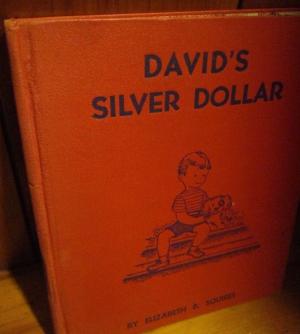 DAVID'S
SILVER DOLLAR
BY ELIZABETH B. SQUIRES